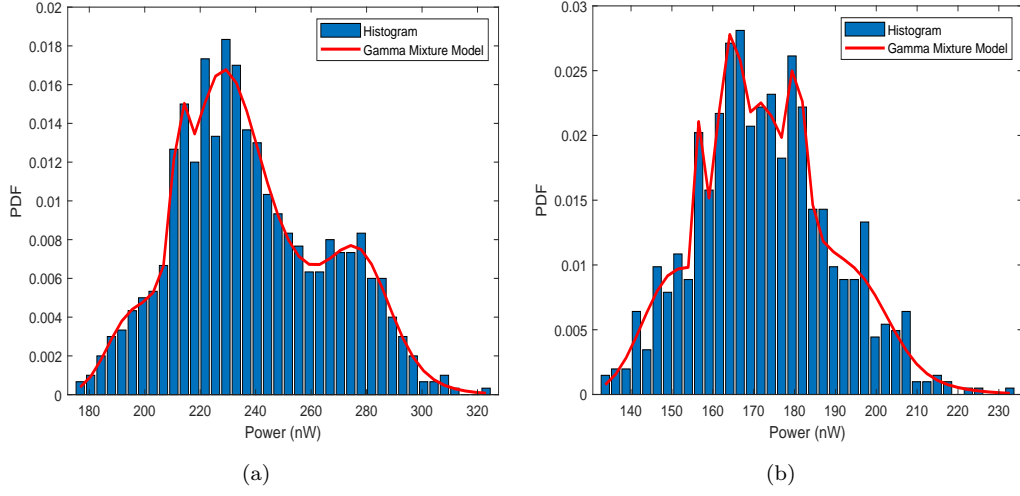 0.02
0.018
0.016
0.014
0.012
0.01
0.008
0.006
0.004
0.002
0
PDF
180 200 220 240 260 280 300 320
Power (nW)
Histogram
Gamma Mixture Model
(a)
0.03
0.025
0.02
0.015
0.01
0.005
0
PDF
140 150 160 170 180 190 200 210 220 230
Power (nW)
Histogram
Gamma Mixture Model
(b)